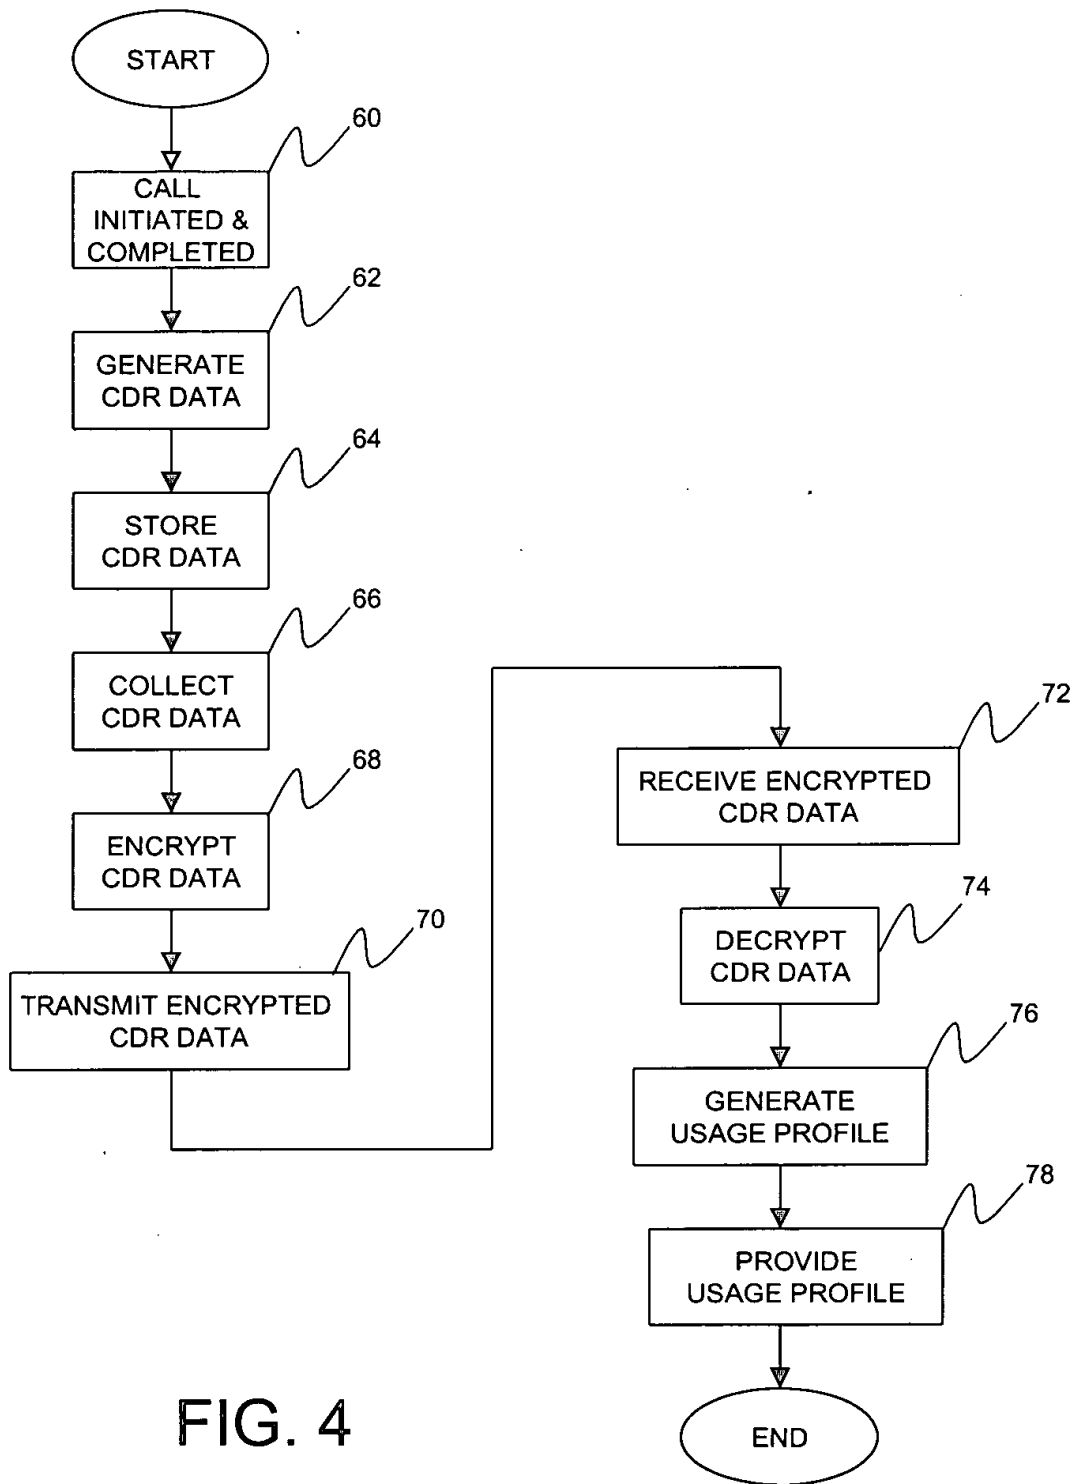 START
60
CALL
INITIATED &
COMPLETED
62
GENERATE
CDR DATA
64
STORE
CDR DATA
66
COLLECT
CDR DATA
68
ENCRYPT
CDR DATA
70
TRANSMIT ENCRYPTED
CDR DATA
72
RECEIVE ENCRYPTED
CDR DATA
74
DECRYPT
CDR DATA
76
GENERATE
USAGE PROFILE
78
PROVIDE
USAGE PROFILE
END
FIG. 4